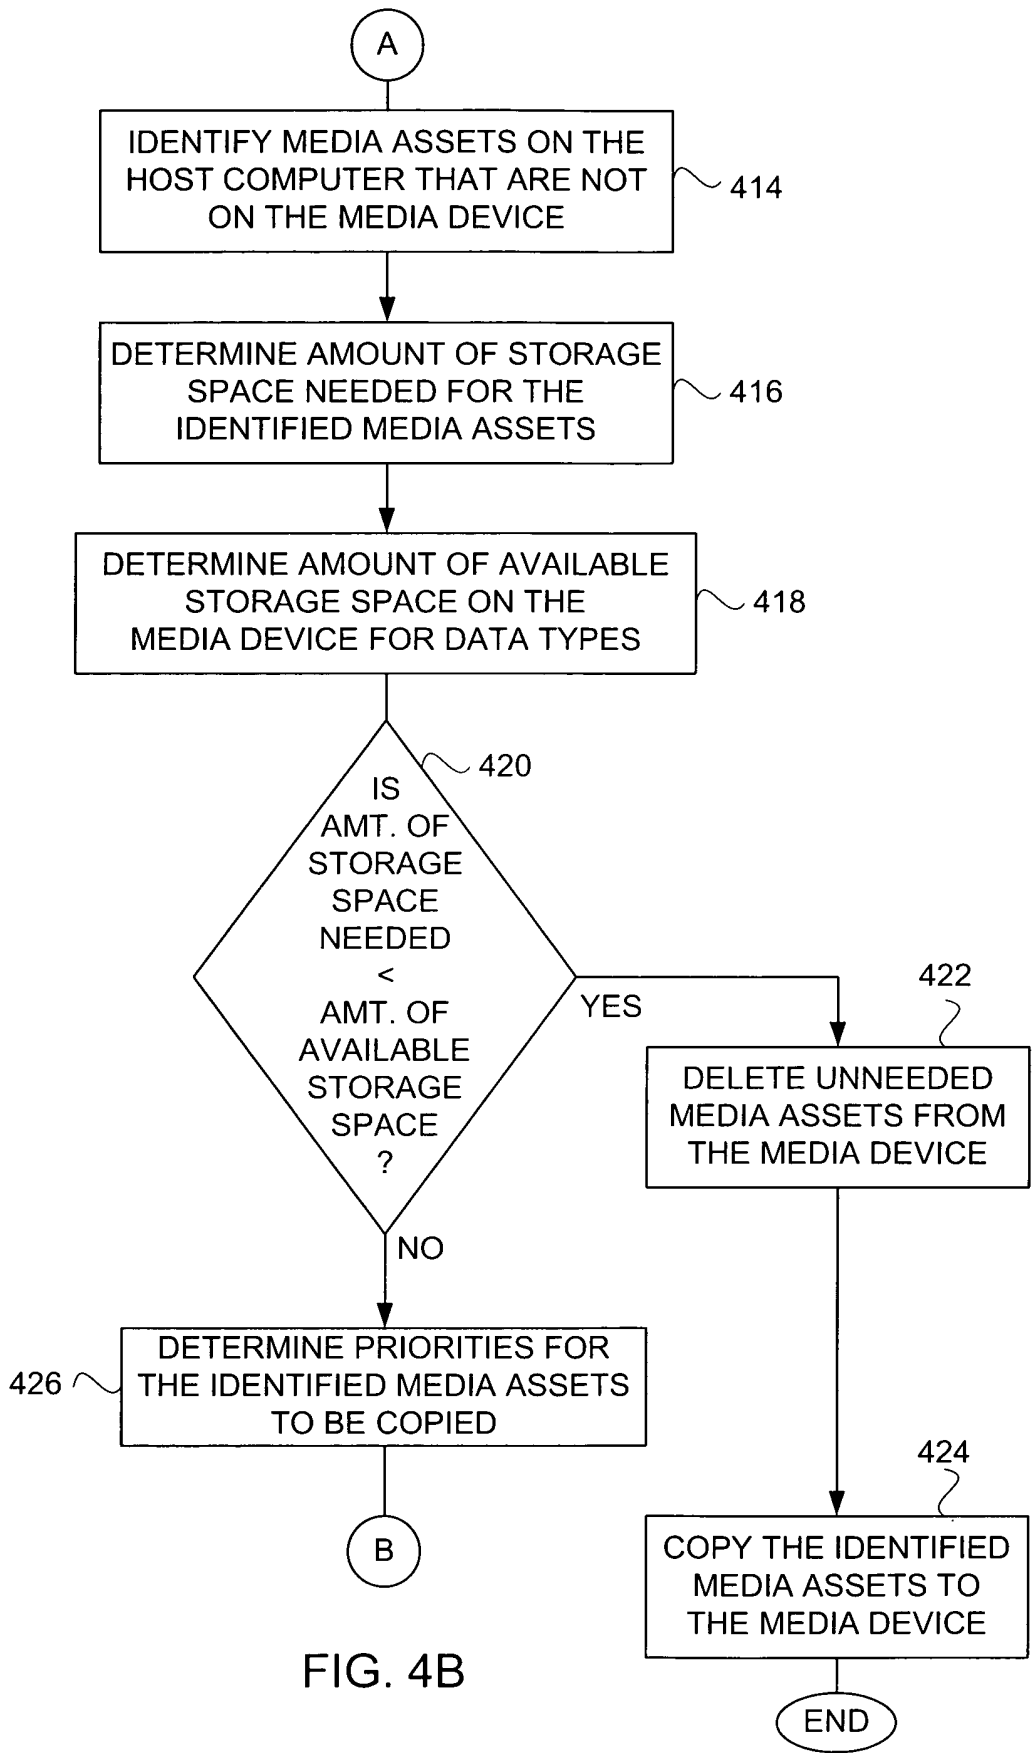 A
IDENTIFY MEDIA ASSETS ON THE
HOST COMPUTER THAT ARE NOT
ON THE MEDIA DEVICE
414
DETERMINE AMOUNT OF STORAGE
SPACE NEEDED FOR THE
IDENTIFIED MEDIA ASSETS
416
DETERMINE AMOUNT OF AVAILABLE
STORAGE SPACE ON THE
MEDIA DEVICE FOR DATA TYPES
418
420
IS
AMT. OF
STORAGE
SPACE
NEEDED
<
AMT. OF
AVAILABLE
STORAGE
SPACE
?
YES
422
DELETE UNNEEDED
MEDIA ASSETS FROM
THE MEDIA DEVICE
NO
DETERMINE PRIORITIES FOR
THE IDENTIFIED MEDIA ASSETS
TO BE COPIED
426
424
COPY THE IDENTIFIED
MEDIA ASSETS TO
THE MEDIA DEVICE
B
END
FIG. 4B